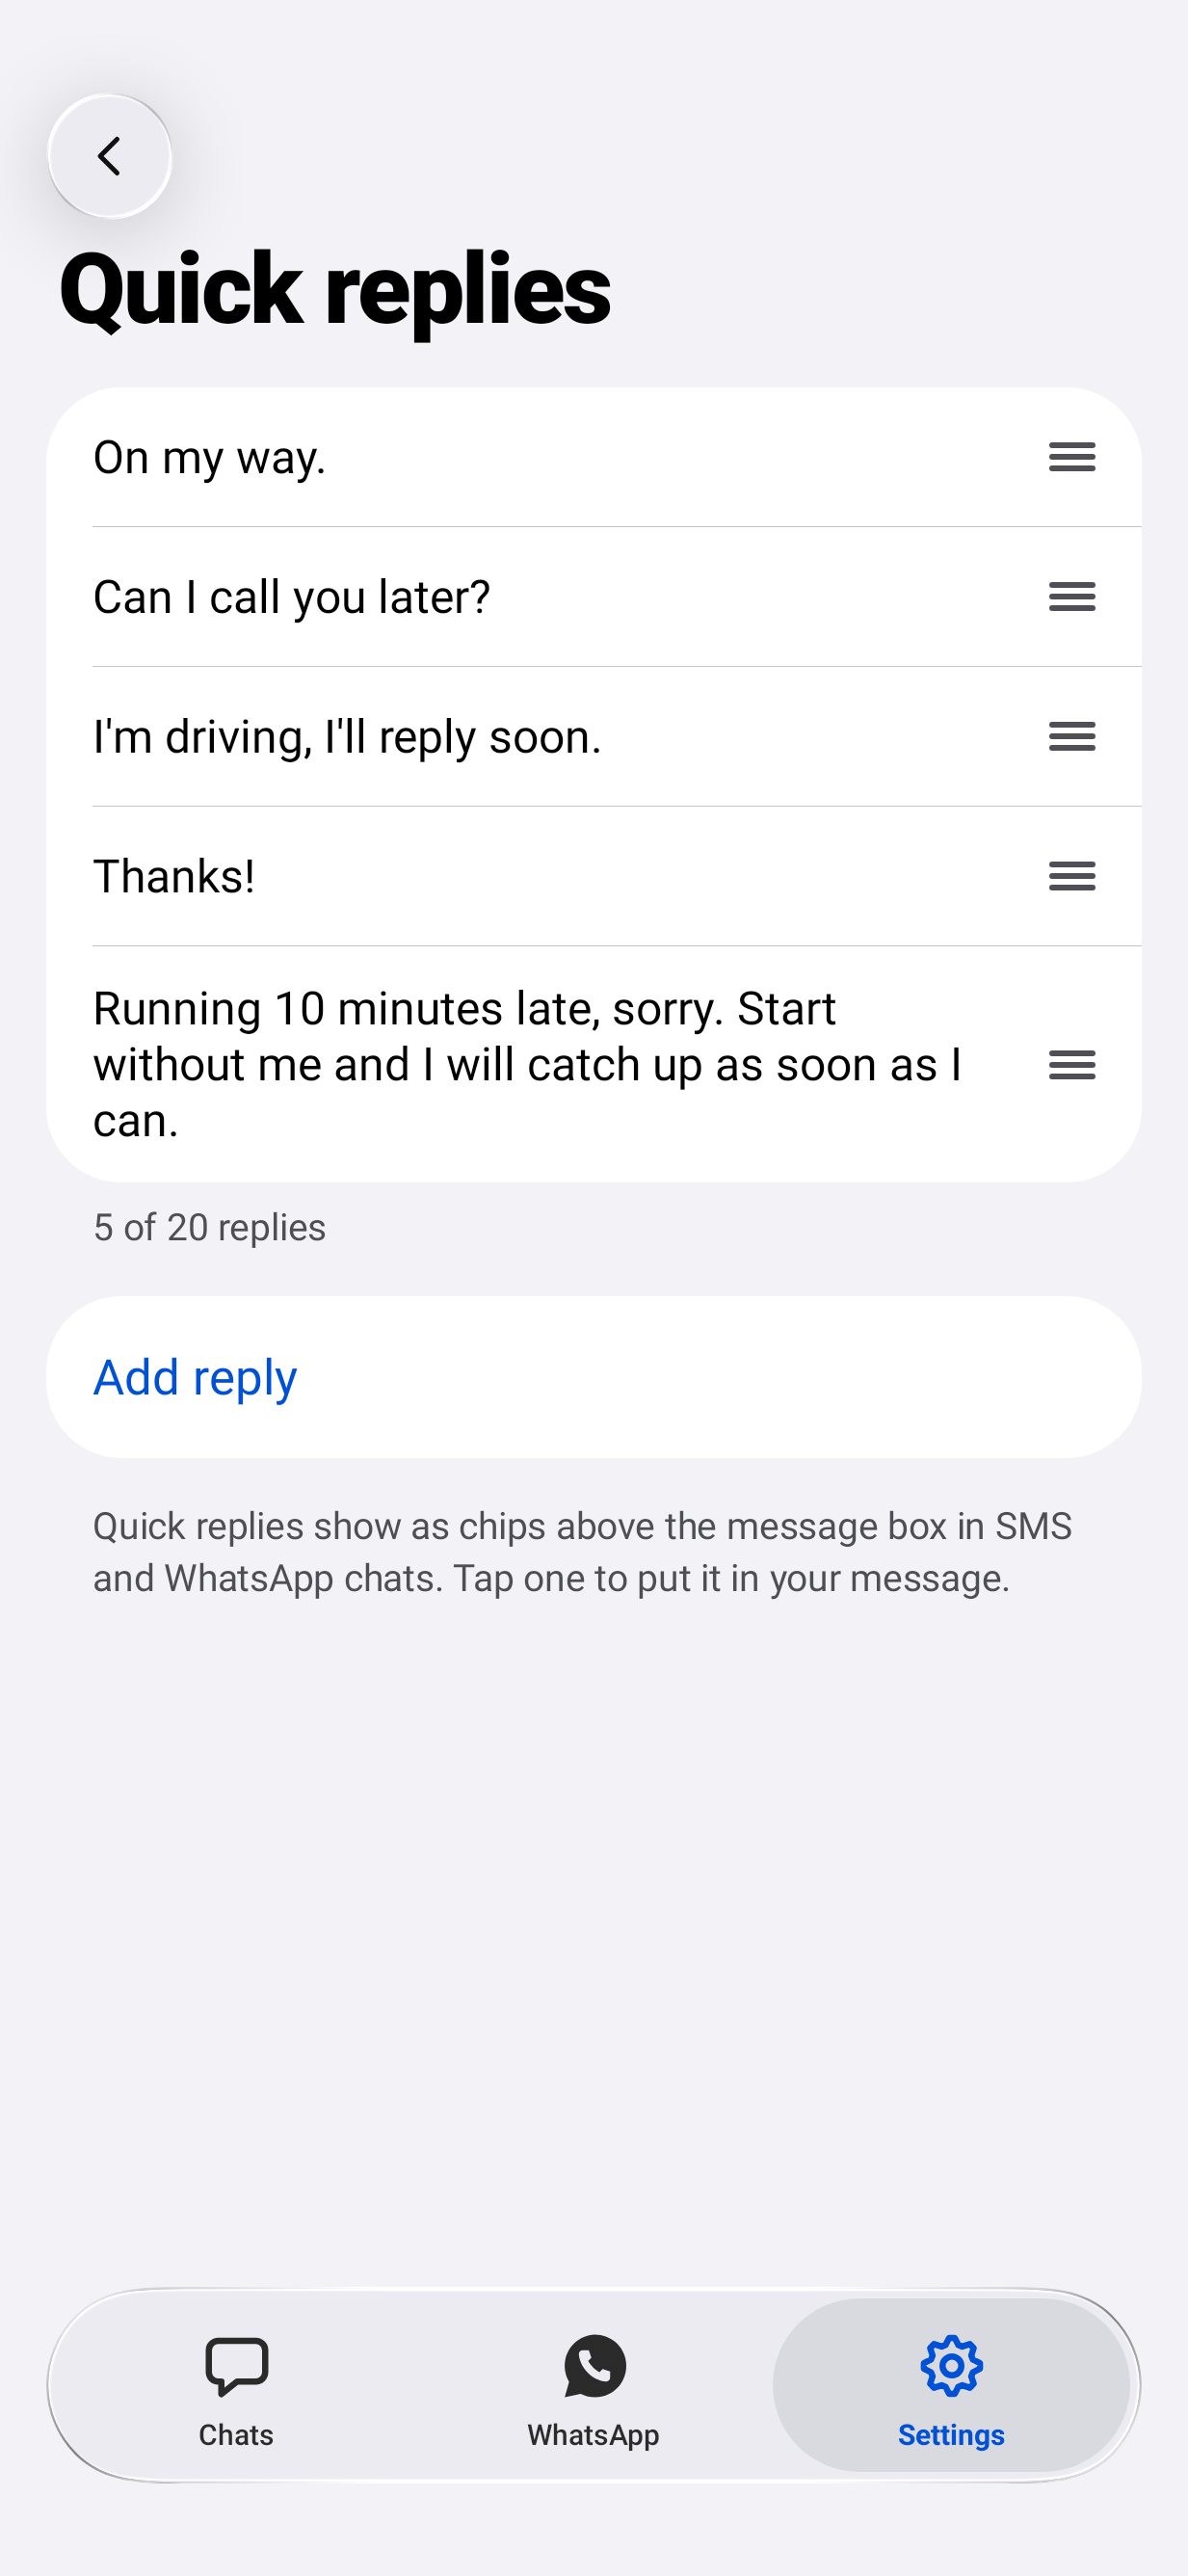 Quick replies
On my way.
Can I call you later?
I'm driving, I'll reply soon.
Thanks!
Running 10 minutes late, sorry. Start
without me and I will catch up as soon as I
can.
5 of 20 replies
Add reply
Quick replies show as chips above the message box in SMS
and WhatsApp chats. Tap one to put it in your message.
Chats
WhatsApp
Settings